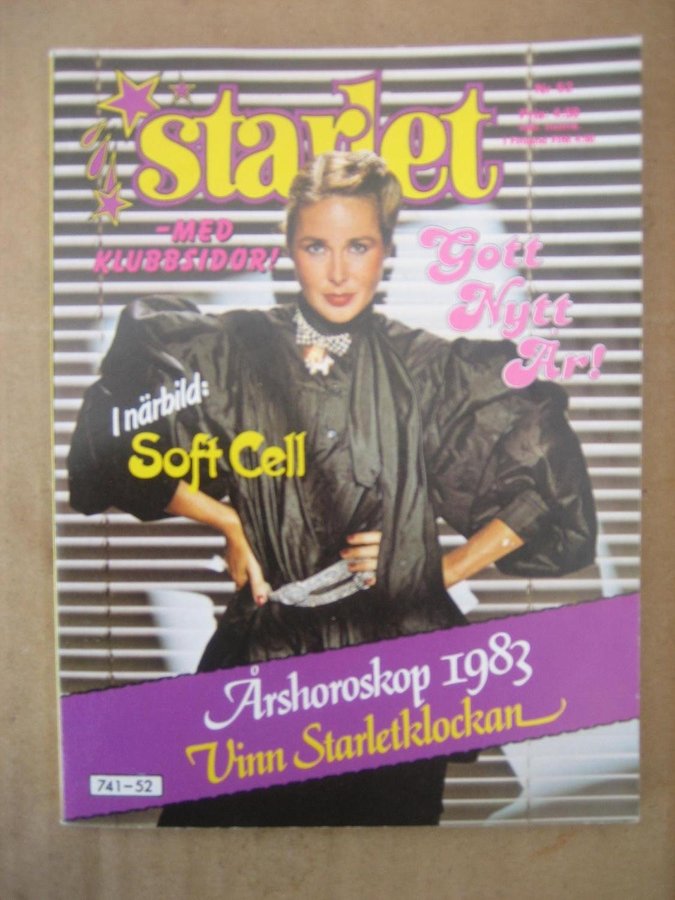 starlet
-MED
KLUBBSIDOR!
Gott
Nytt
År!
I närbild:
Soft Cell
Årshoroskop 1983
Vinn Starletklockan
741-52